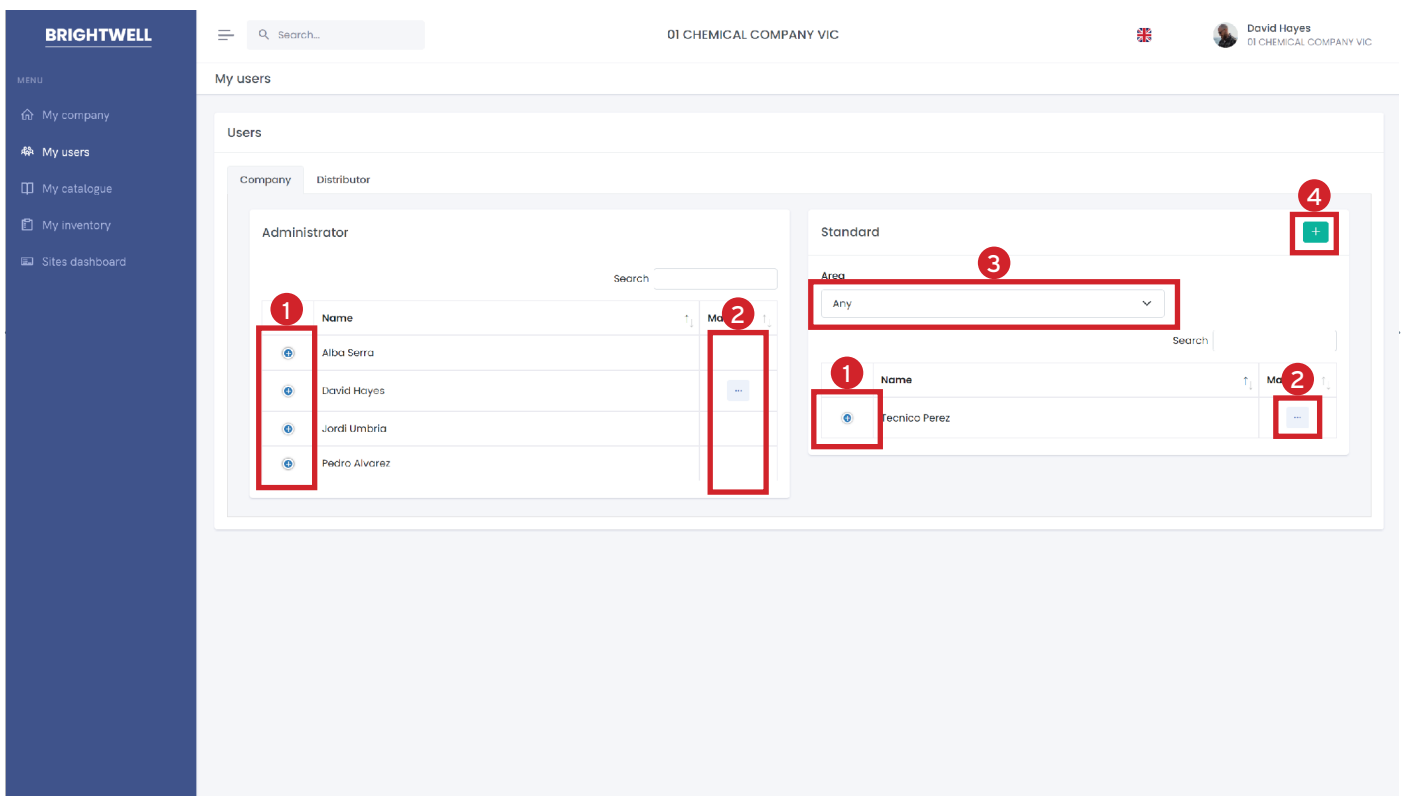 BRIGHTWELL
Search...
01 CHEMICAL COMPANY VIC
David Hayes
01 CHEMICAL COMPANY VIC
MENU
My users
My company
My users
My catalogue
My inventory
Sites dashboard
Users
Company
Distributor
4
Administrator
Standard
+
3
Area
Any
Search
1
2
Name
Search
Alba Serra
David Hayes
...
Jordi Umbria
Pedro Alvarez
1
2
Name
Tecnico Perez
...